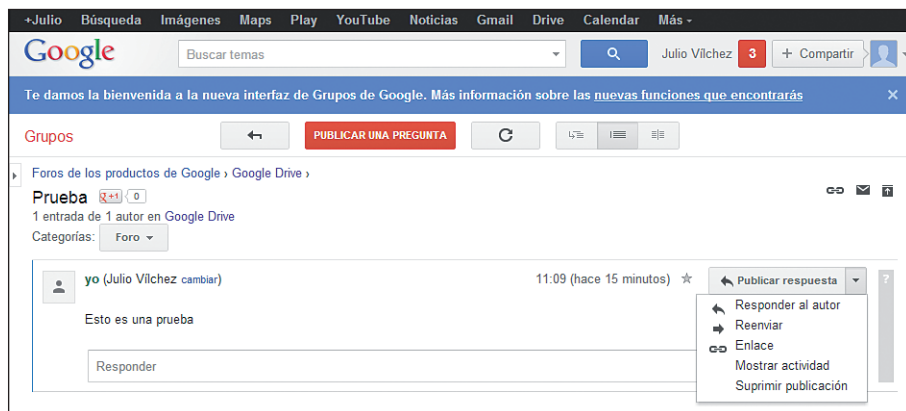 +Julio Búsqueda Imágenes Maps Play YouTube Noticias Gmail Drive Calendar Más
Google Buscar temas Julio Vílchez 3 + Compartir
Te damos la bienvenida a la nueva interfaz de Grupos de Google. Más información sobre las nuevas funciones que encontrarás ×
Grupos PUBLICAR UNA PREGUNTA
Foros de los productos de Google › Google Drive ›
Prueba g+1 0
1 entrada de 1 autor en Google Drive
Categorías: Foro
yo (Julio Vílchez cambiar) 11:09 (hace 15 minutos) Publicar respuesta ?
Responder al autor
Esto es una prueba
Reenviar
Enlace
Responder
Mostrar actividad
Suprimir publicación